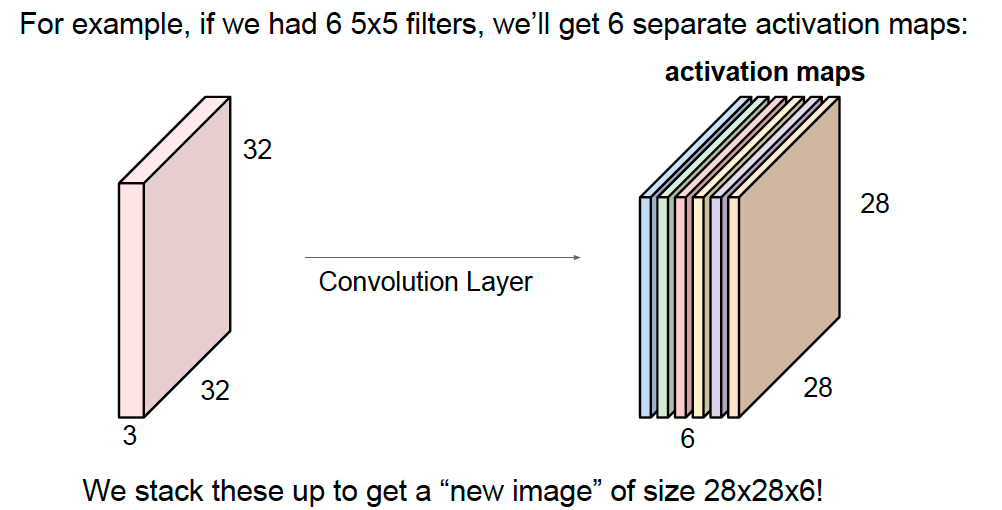 For example, if we had 6 5x5 filters, we'll get 6 separate activation maps:
activation maps
32
32
3
Convolution Layer
28
28
6
We stack these up to get a “new image” of size 28x28x6!